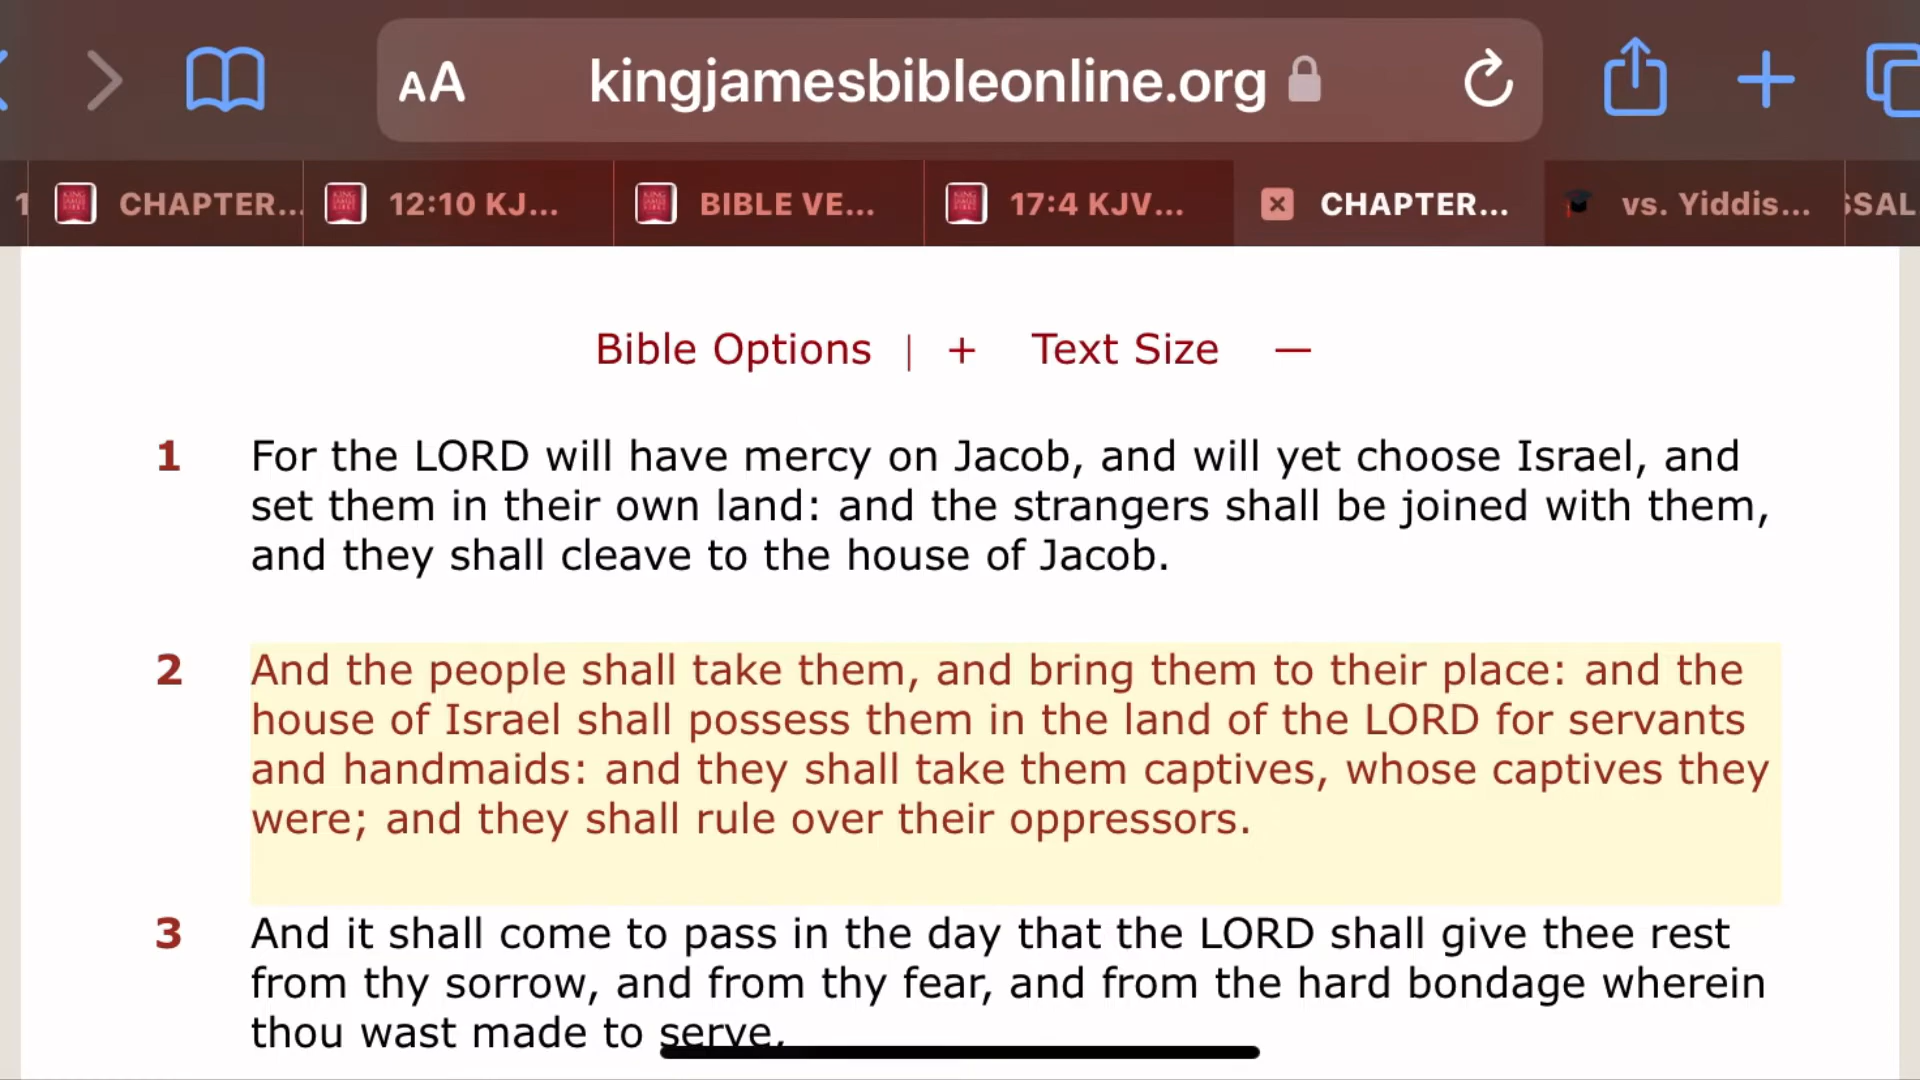 AA kingjamesbibleonline.org
1 CHAPTER... 12:10 KJ... BIBLE VE... 17:4 KJV... CHAPTER... vs. Yiddis... SSAL
Bible Options | + Text Size —
1 For the LORD will have mercy on Jacob, and will yet choose Israel, and
set them in their own land: and the strangers shall be joined with them,
and they shall cleave to the house of Jacob.
2 And the people shall take them, and bring them to their place: and the
house of Israel shall possess them in the land of the LORD for servants
and handmaids: and they shall take them captives, whose captives they
were; and they shall rule over their oppressors.
3 And it shall come to pass in the day that the LORD shall give thee rest
from thy sorrow, and from thy fear, and from the hard bondage wherein
thou wast made to serve,